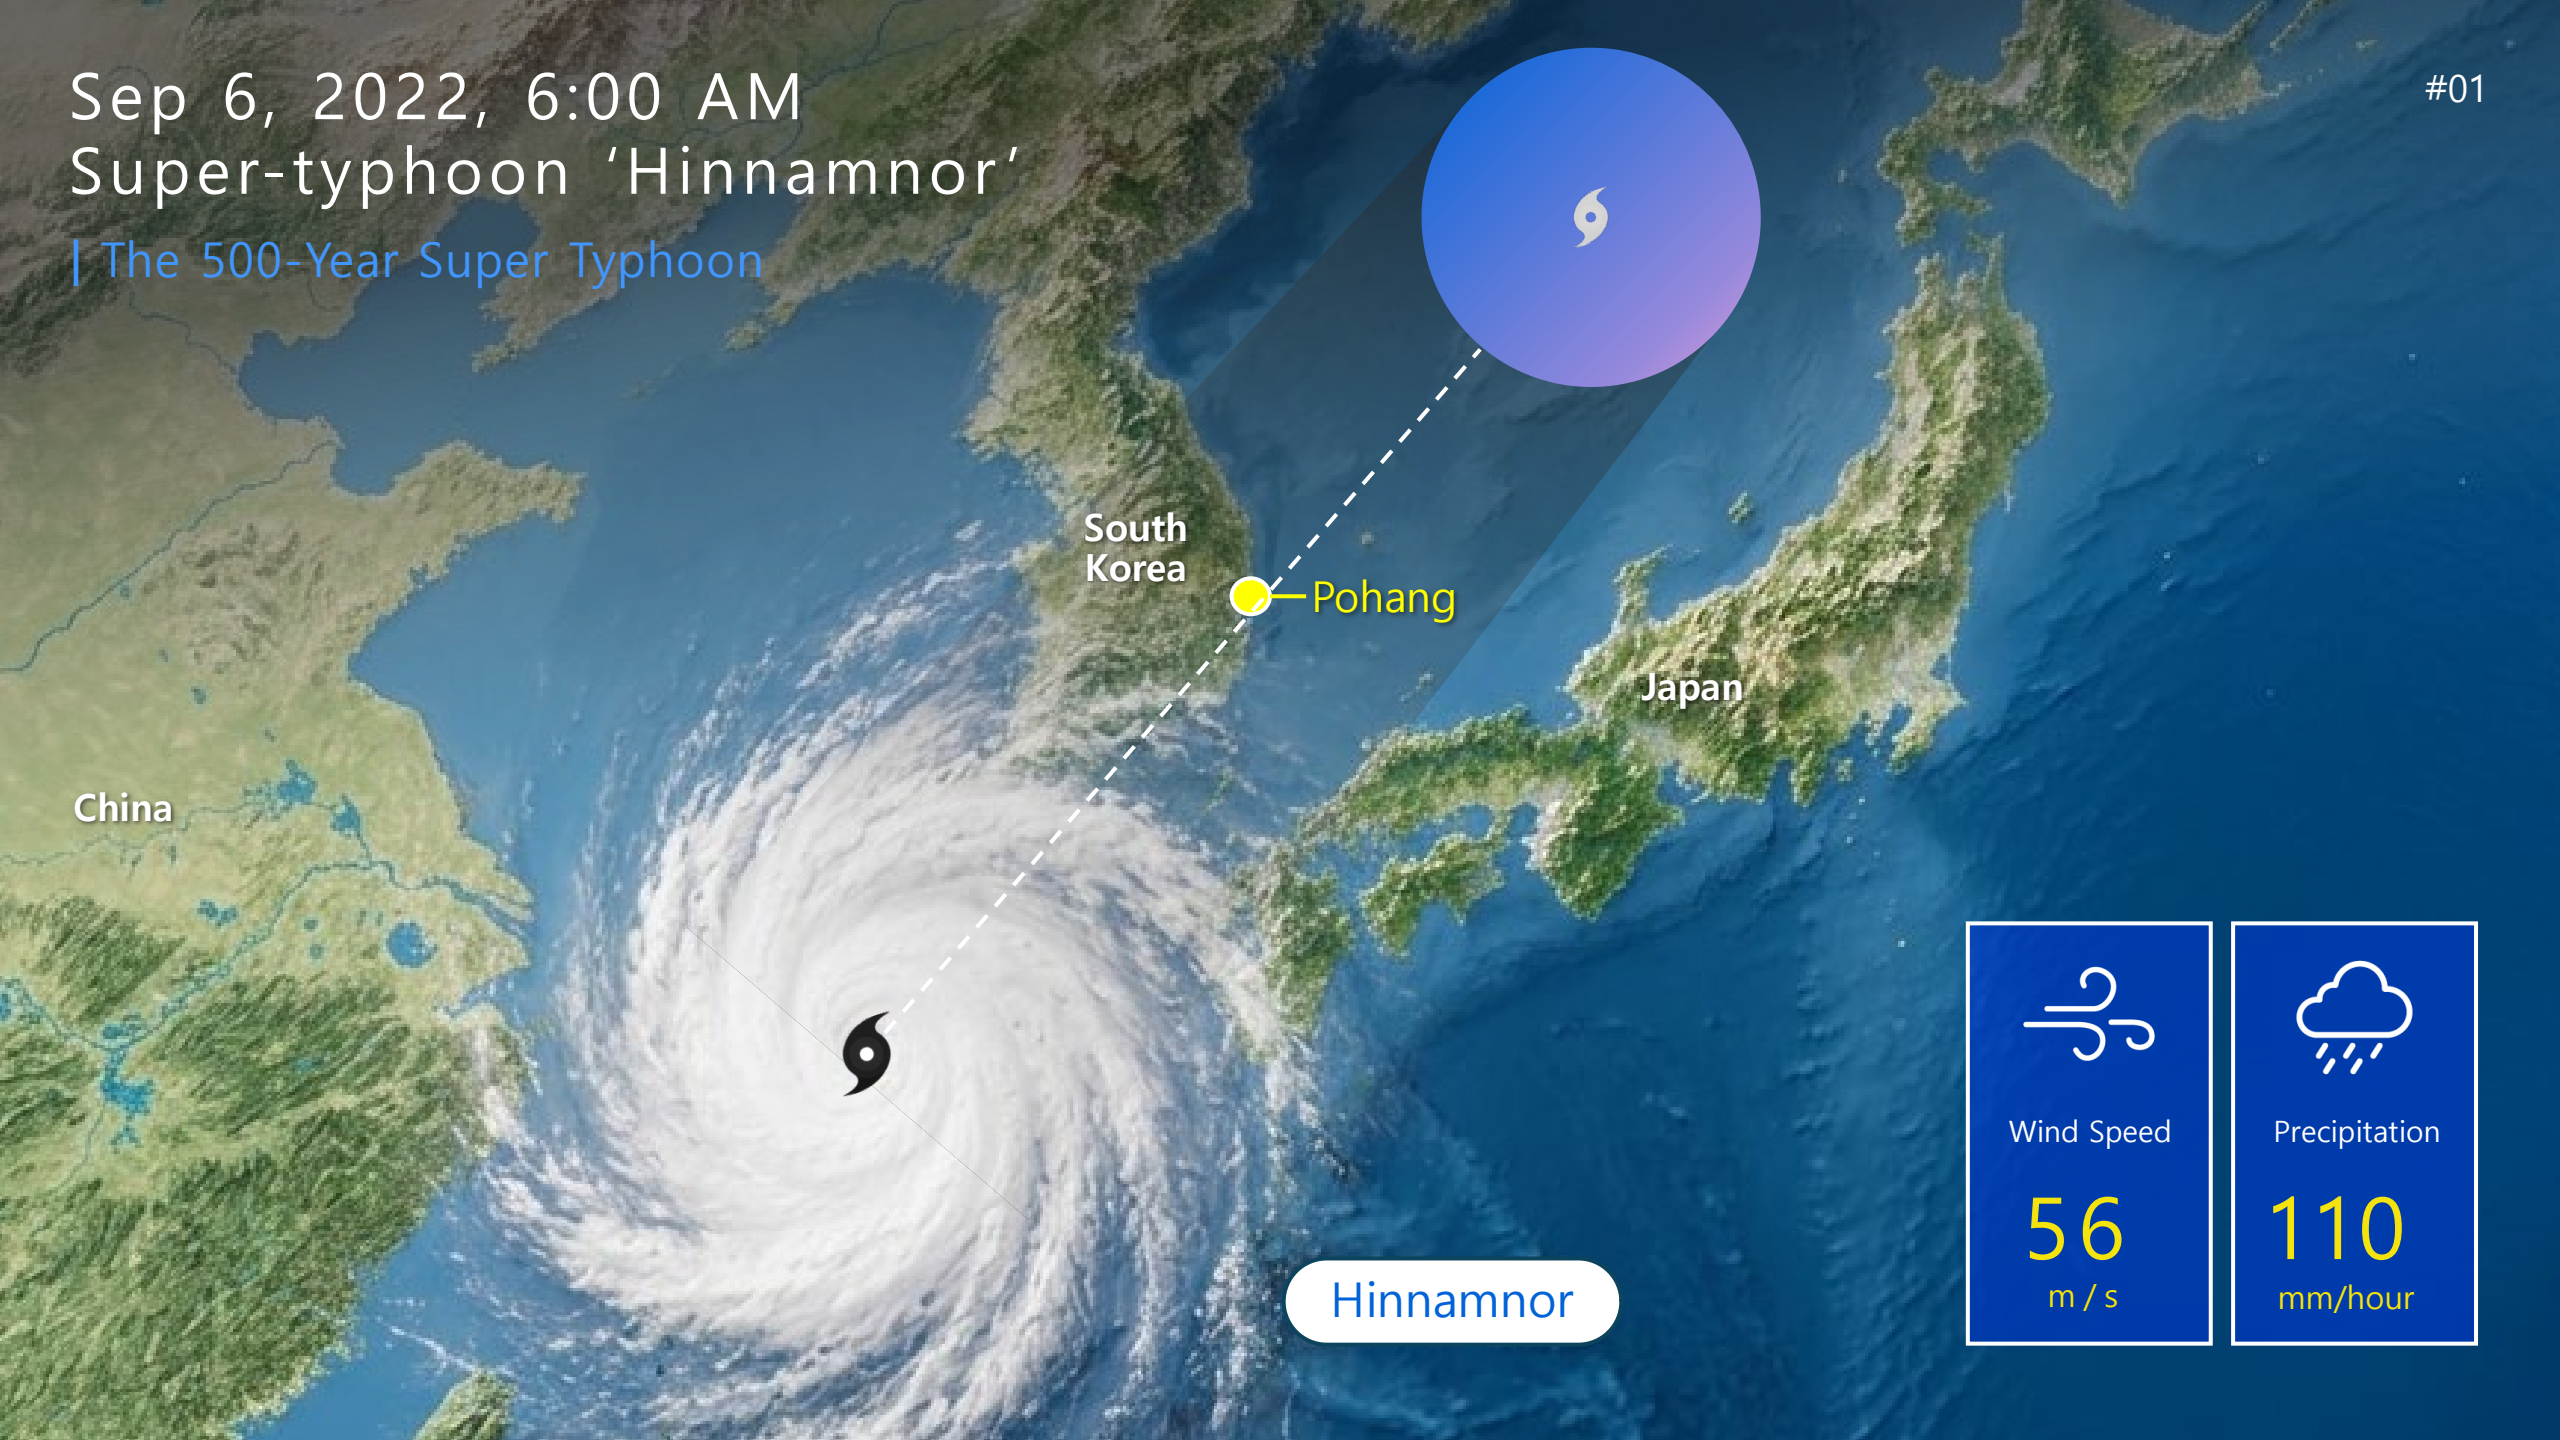 Sep 6, 2022, 6:00 AM
Super-typhoon ‘Hinnamnor’
| The 500-Year Super Typhoon
#01
South
Korea
Pohang
Japan
China
Hinnamnor
Wind Speed
56
m / s
Precipitation
110
mm/hour